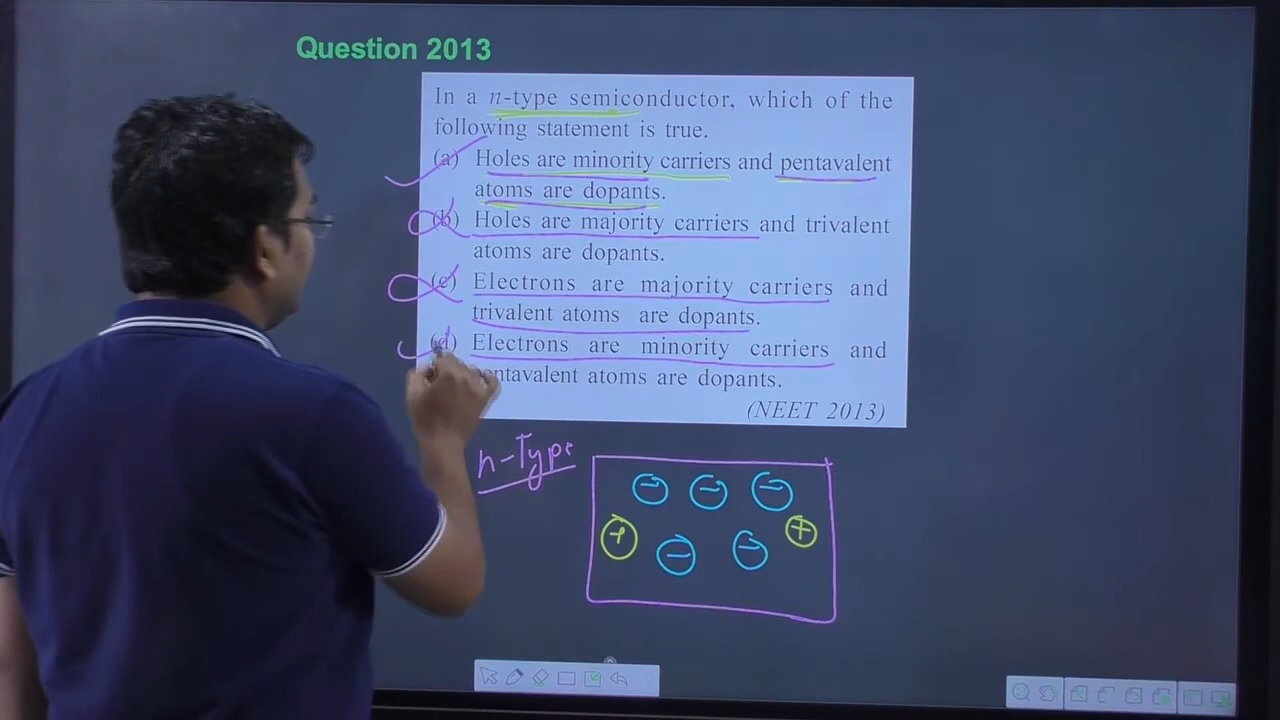 Question 2013
In a n-type semiconductor, which of the
following statement is true.
(a) Holes are minority carriers and pentavalent
atoms are dopants.
(b) Holes are majority carriers and trivalent
atoms are dopants.
(c) Electrons are majority carriers and
trivalent atoms are dopants.
(d) Electrons are minority carriers and
atoms are dopants.
(NEET 2013)
n-Type
- - -
+ - - +